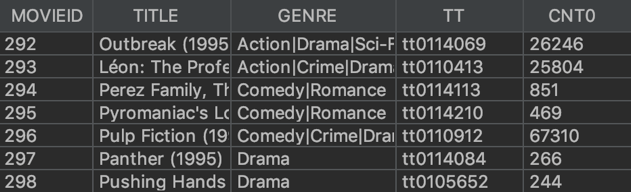 MOVIEID TITLE GENRE TT CNT0
292 Outbreak (1995 Action|Drama|Sci-F tt0114069 26246
293 Léon: The Profe Action|Crime|Dram tt0110413 25804
294 Perez Family, Th Comedy|Romance tt0114113 851
295 Pyromaniac's Lo Comedy|Romance tt0114210 469
296 Pulp Fiction (19 Comedy|Crime|Dra tt0110912 67310
297 Panther (1995) Drama tt0114084 266
298 Pushing Hands Drama tt0105652 244